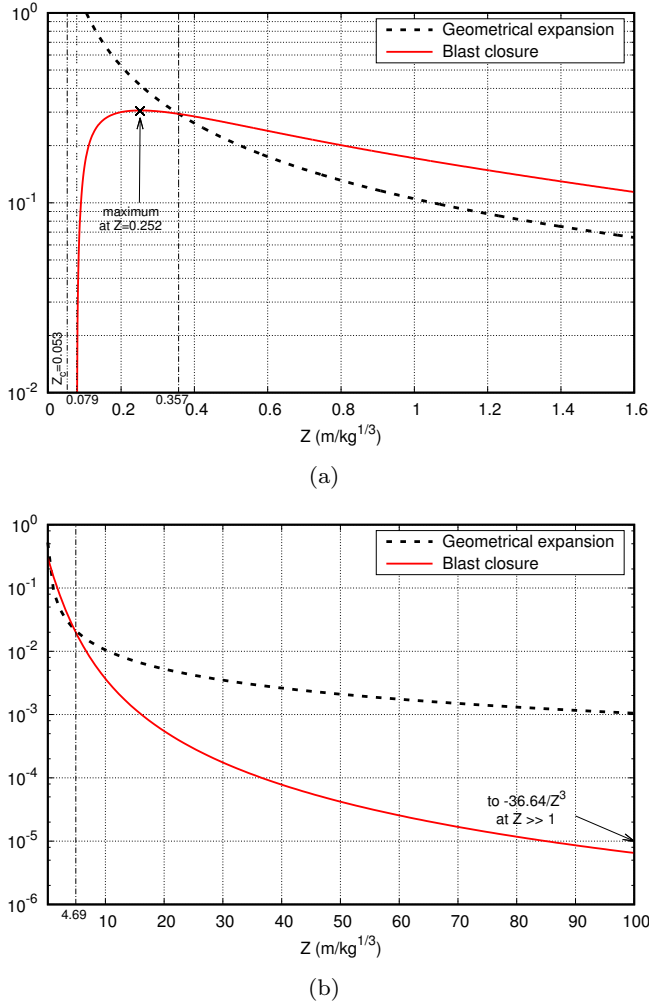 10^0
Geometrical expansion
Blast closure
10^-1
maximum
at Z=0.252
Z_c=0.053
10^-2
0.079
0.357
0 0.2 0.4 0.6 0.8 1 1.2 1.4 1.6
Z (m/kg^1/3)
(a)
10^0
Geometrical expansion
Blast closure
10^-1
10^-2
10^-3
10^-4
to -36.64/Z^3
at Z >> 1
10^-5
10^-6
4.69
10 20 30 40 50 60 70 80 90 100
Z (m/kg^1/3)
(b)